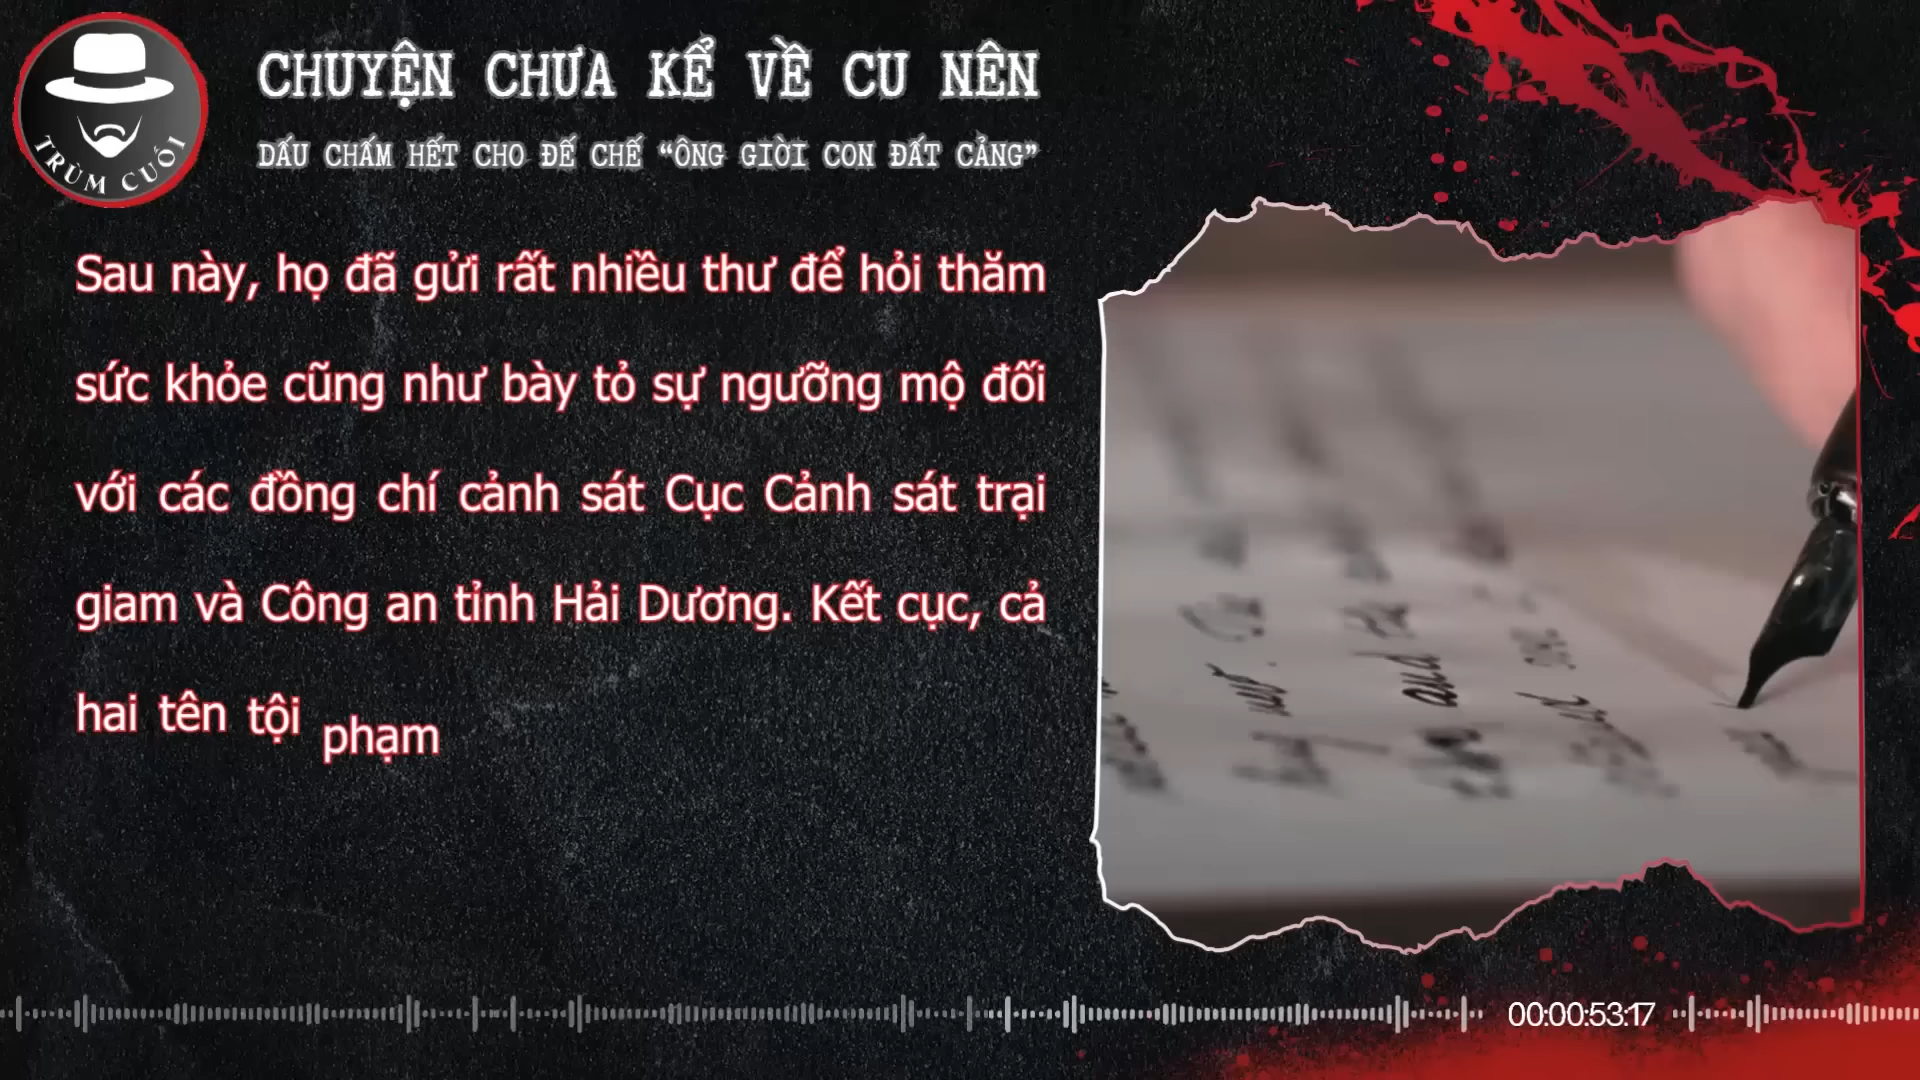 TRÙM CUỐI
CHUYỆN CHƯA KỂ VỀ CU NÊN
DẤU CHẤM HẾT CHO ĐẾ CHẾ “ÔNG GIỜI CON ĐẤT CẢNG”
Sau này, họ đã gửi rất nhiều thư để hỏi thăm
sức khỏe cũng như bày tỏ sự ngưỡng mộ đối
với các đồng chí cảnh sát Cục Cảnh sát trại
giam và Công an tỉnh Hải Dương. Kết cục, cả
hai tên tội phạm
00:00:53:17